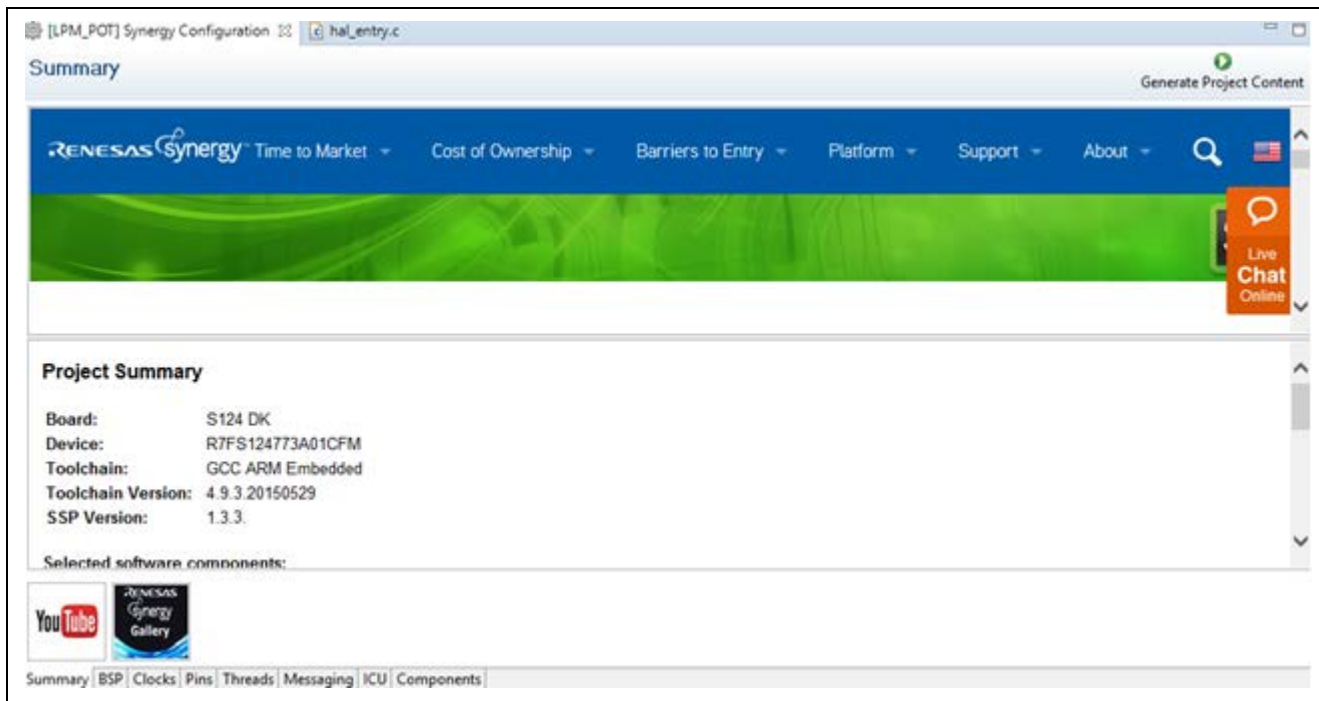 [LPM_POT] Synergy Configuration hal_entry.c
Summary
Generate Project Content
RENESAS synergy™ Time to Market Cost of Ownership Barriers to Entry Platform Support About
Live
Chat
Online
Project Summary
Board: S124 DK
Device: R7FS124773A01CFM
Toolchain: GCC ARM Embedded
Toolchain Version: 4.9.3.20150529
SSP Version: 1.3.3.
Selected software components:
You Tube
RENESAS
Synergy
Gallery
Summary BSP Clocks Pins Threads Messaging ICU Components